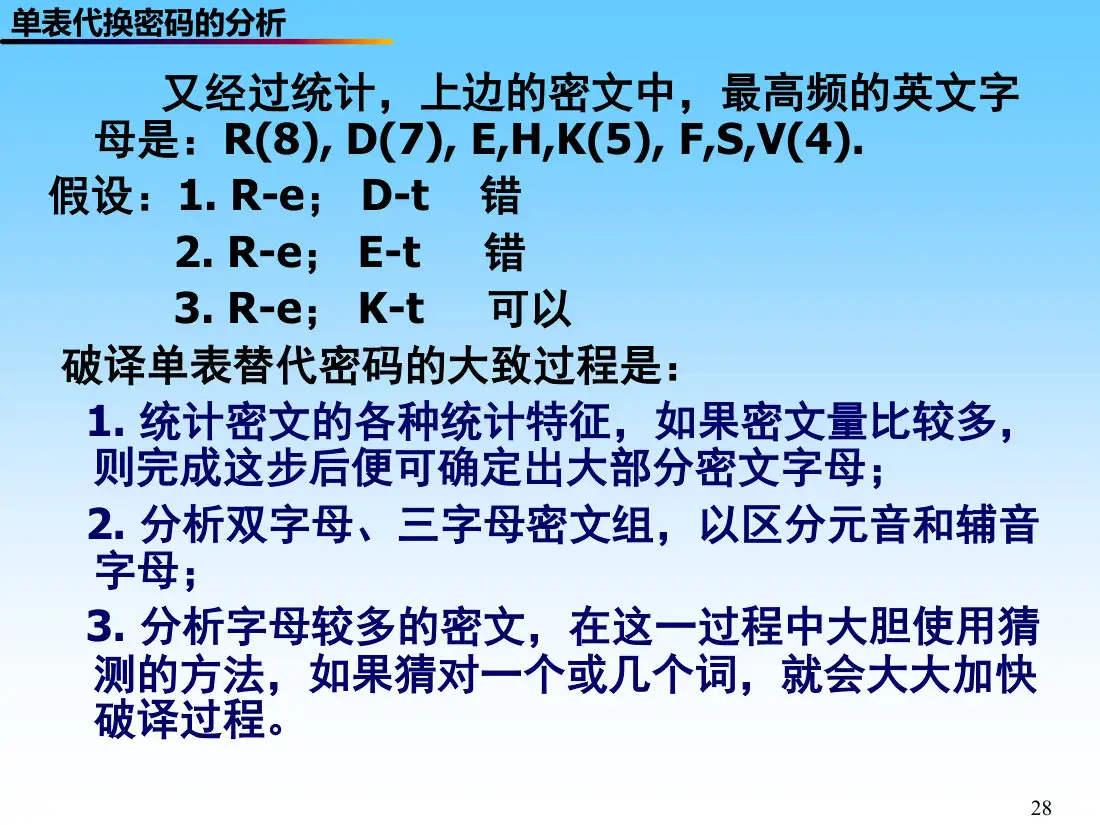 单表代换密码的分析
又经过统计，上边的密文中，最高频的英文字
母是：R(8), D(7), E,H,K(5), F,S,V(4).
假设：1. R-e； D-t 错
2. R-e； E-t 错
3. R-e； K-t 可以
破译单表替代密码的大致过程是：
1. 统计密文的各种统计特征，如果密文量比较多，
则完成这步后便可确定出大部分密文字母；
2. 分析双字母、三字母密文组，以区分元音和辅音
字母；
3. 分析字母较多的密文，在这一过程中大胆使用猜
测的方法，如果猜对一个或几个词，就会大大加快
破译过程。
28